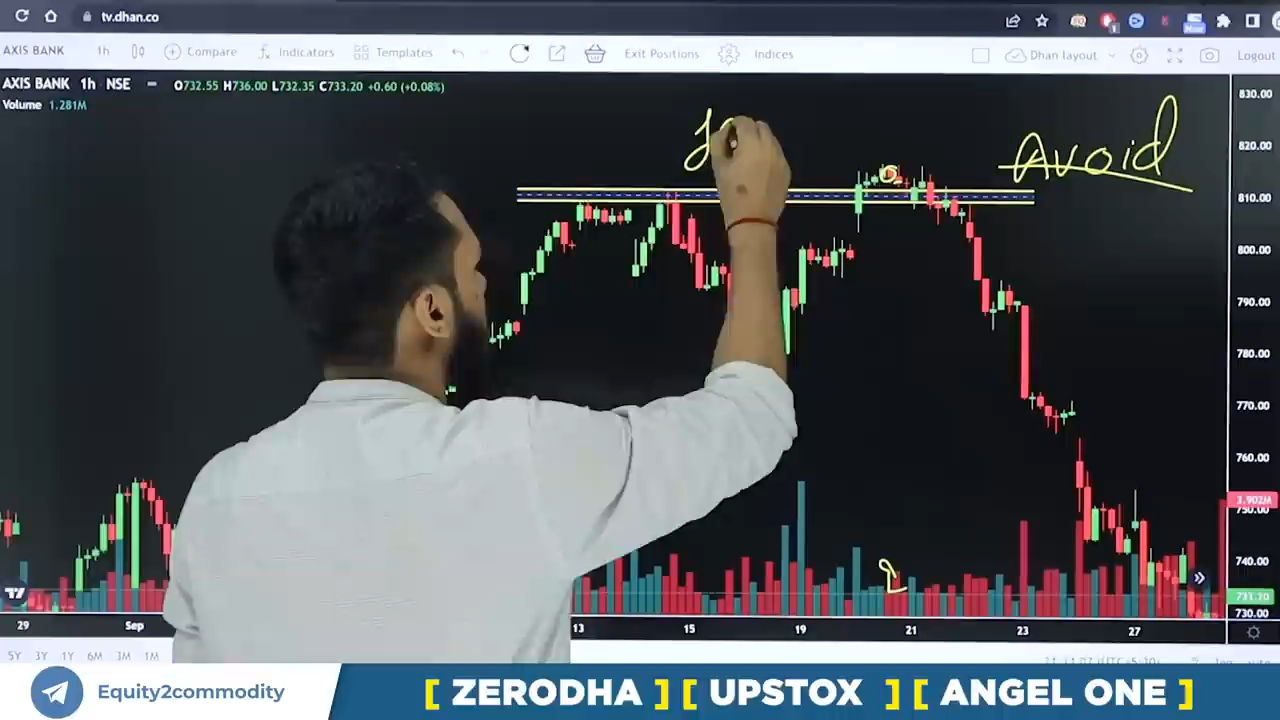 tv.dhan.co
AXIS BANK 1h Compare Indicators Templates Exit Positions Indices Dhan layout Logout
AXIS BANK 1h NSE O732.55 H736.00 L732.35 C733.20 +0.60 (+0.08%)
Volume 1.281M
Avoid
830.00
820.00
810.00
800.00
790.00
780.00
770.00
760.00
3.902M
750.00
740.00
730.00
29 Sep 13 15 19 21 23 27
5Y 3Y 1Y 6M 3M 1M
Equity2commodity
[ ZERODHA ] [ UPSTOX ] [ ANGEL ONE ]